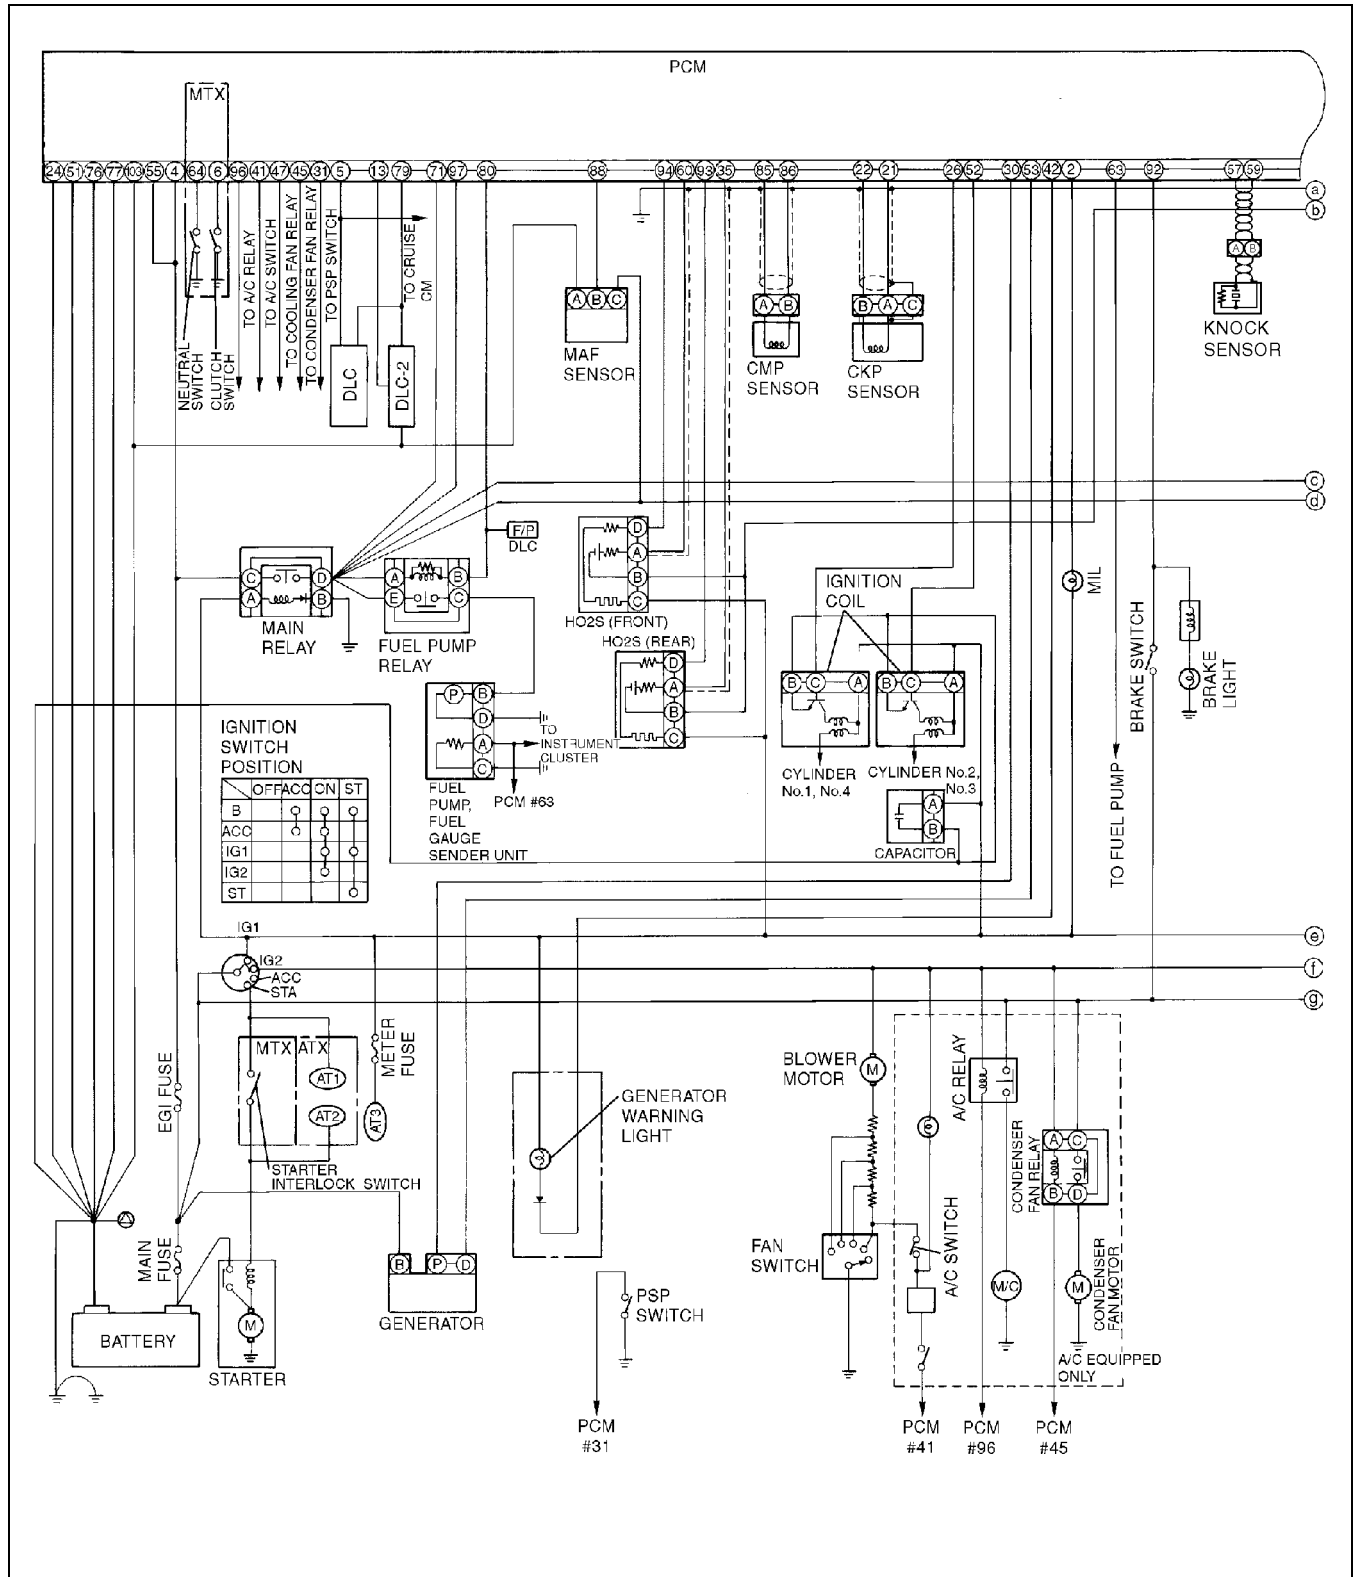 PCM
MTX
24 51 76 77 103 55 4 64 6 96 41 47 45 31 5 13 79 71 97 80 88 94 60 93 35 85 86 22 21 26 52 30 53 42 2 63 92 57 59
a
b
NEUTRAL
SWITCH
CLUTCH
SWITCH
TO A/C RELAY
TO A/C SWITCH
TO COOLING FAN RELAY
TO CONDENSER FAN RELAY
TO PSP SWITCH
TO CRUISE
CM
DLC
DLC-2
A B C
MAF
SENSOR
A B
CMP
SENSOR
B A C
CKP
SENSOR
A B
KNOCK
SENSOR
c
d
F/P
DLC
C D
A B
MAIN
RELAY
A B
E C
FUEL PUMP
RELAY
D
A
B
C
HO2S (FRONT)
HO2S (REAR)
D
A
B
C
IGNITION
COIL
B C A
B C A
CYLINDER
No.1, No.4
CYLINDER No.2,
No.3
A
B
CAPACITOR
MIL
TO FUEL PUMP
BRAKE SWITCH
BRAKE
LIGHT
P B
D
A
C
TO
INSTRUMENT
CLUSTER
PCM #63
FUEL
PUMP,
FUEL
GAUGE
SENDER UNIT
IGNITION
SWITCH
POSITION
OFF ACC ON ST
B
ACC
IG1
IG2
ST
IG1
IG2
ACC
STA
e
f
g
EGI FUSE
MTX ATX
AT1
AT2
AT3
METER
FUSE
STARTER
INTERLOCK SWITCH
GENERATOR
WARNING
LIGHT
BLOWER
MOTOR
M
A/C RELAY
CONDENSER
FAN RELAY
A C
B D
FAN
SWITCH
A/C SWITCH
M/C
M
CONDENSER
FAN MOTOR
A/C EQUIPPED
ONLY
MAIN
FUSE
BATTERY
M
STARTER
B P D
GENERATOR
PSP
SWITCH
PCM
#31
PCM
#41
PCM
#96
PCM
#45